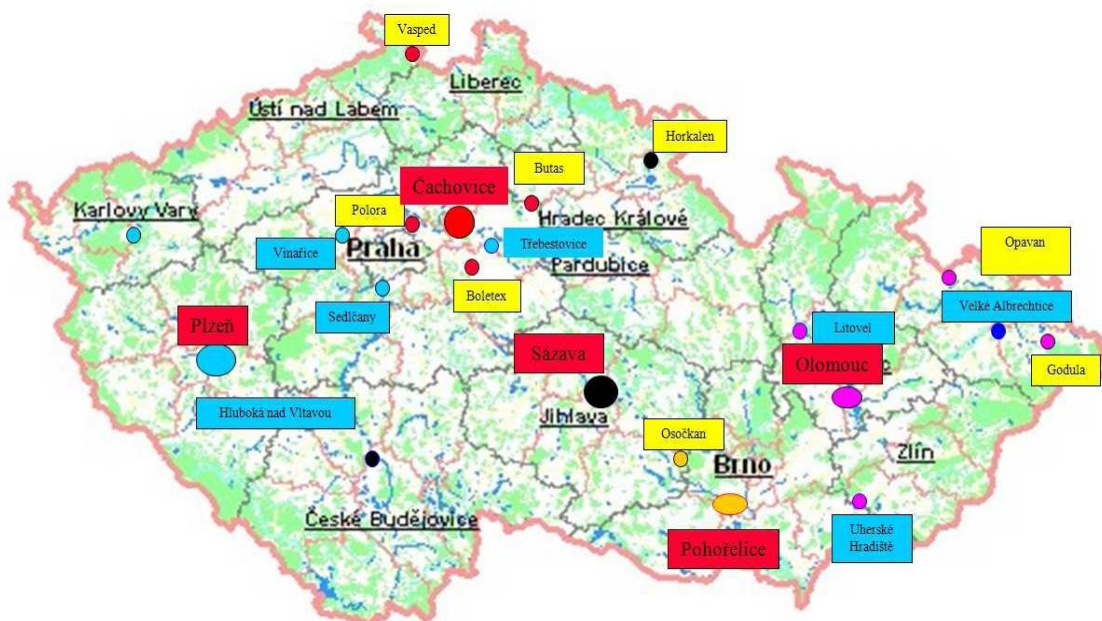 Vasped
Liberec
Ústí nad Labem
Horkalen
Butas
Čachovice
Karlovy Vary
Polora
Hradec Králové
Vinařice
Praha
Třebestovice
Opavan
Pardubice
Sedlčany
Boletex
Velké Albrechtice
Plzeň
Litovel
Sázava
Olomouc
Godula
Hluboká nad Vltavou
Jihlava
Osočkan
Brno
Zlín
České Budějovice
Pohořelice
Uherské
Hradiště